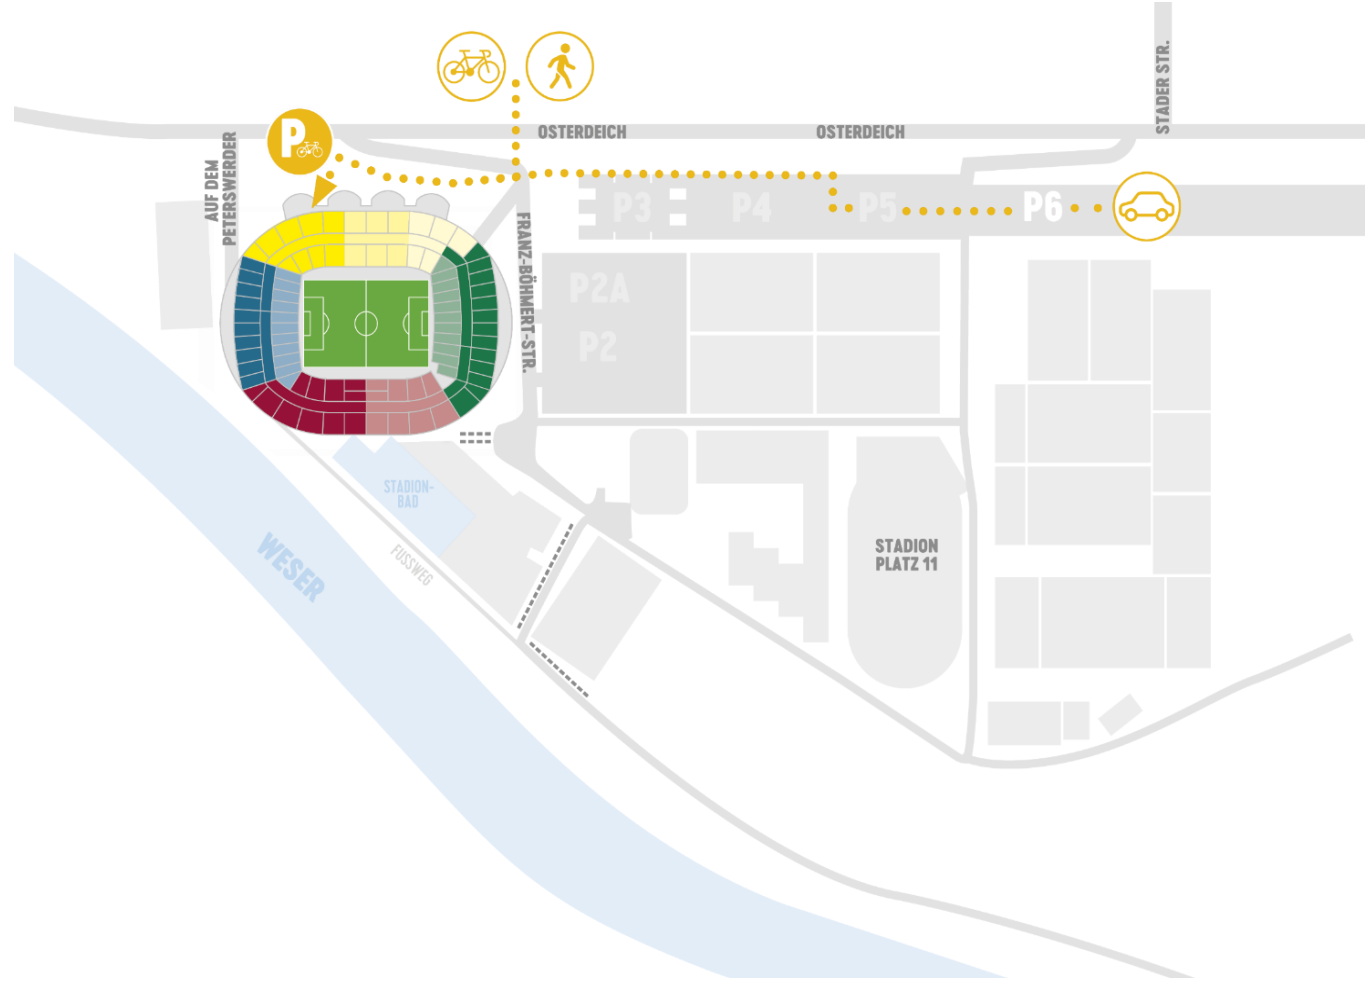 STADER STR.
OSTERDEICH
OSTERDEICH
P
AUF DEM
PETERSWERDER
P3
P4
P5
P6
FRANZ-BÖHMERT-STR.
P2A
P2
STADION-
BAD
STADION
PLATZ 11
FUSSWEG
WESER